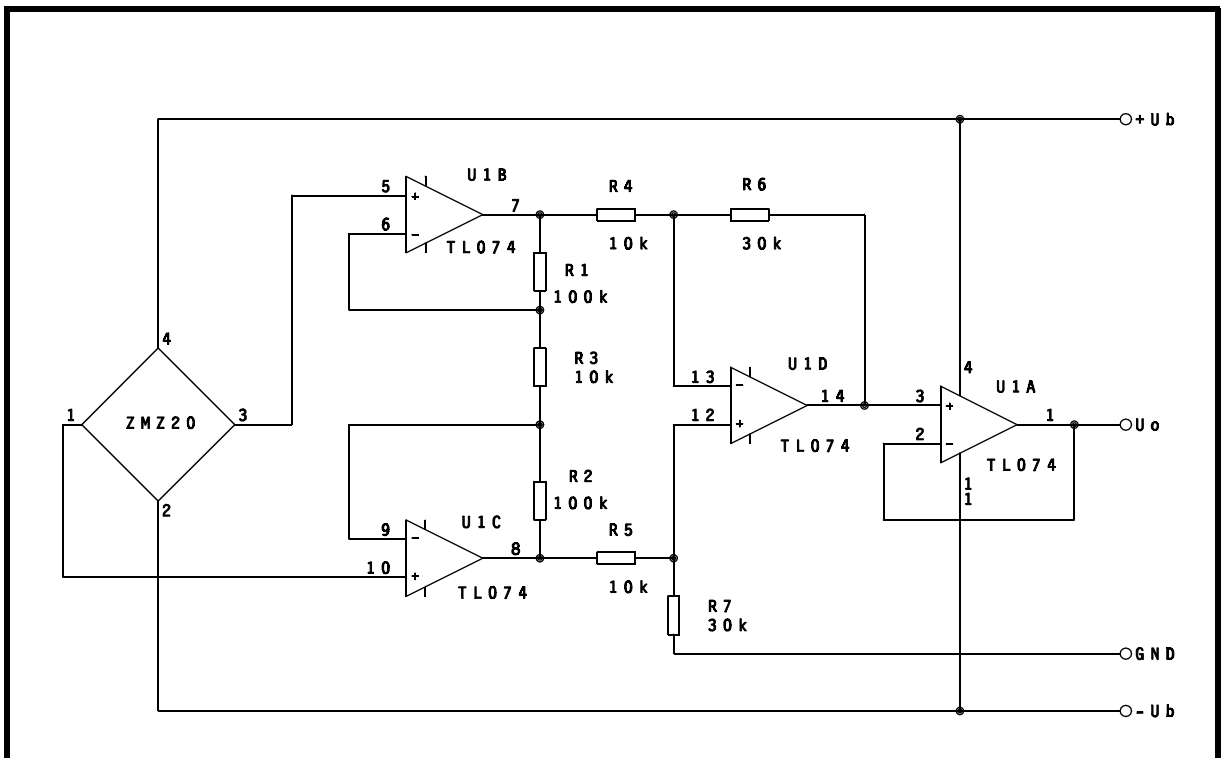 +Ub
U1B
R4
R6
5
+
7
6
-
TL074
10k
30k
R1
100k
4
R3
10k
U1D
4
U1A
13
-
14
3
+
1
ZMZ20
3
12
+
1
Uo
2
-
TL074
TL074
R2
100k
1
1
2
U1C
R5
9
-
8
10
+
TL074
10k
R7
30k
GND
-Ub